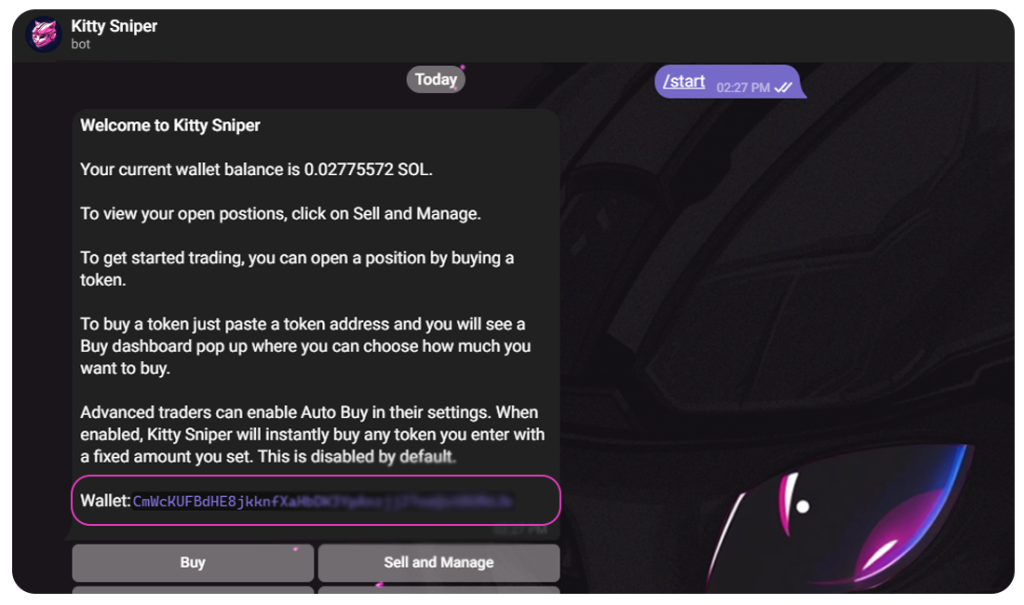 Kitty Sniper
bot
Today
/start 02:27 PM
Welcome to Kitty Sniper
Your current wallet balance is 0.02775572 SOL.
To view your open postions, click on Sell and Manage.
To get started trading, you can open a position by buying a
token.
To buy a token just paste a token address and you will see a
Buy dashboard pop up where you can choose how much you
want to buy.
Advanced traders can enable Auto Buy in their settings. When
enabled, Kitty Sniper will instantly buy any token you enter with
a fixed amount you set. This is disabled by default.
Wallet:
Buy
Sell and Manage